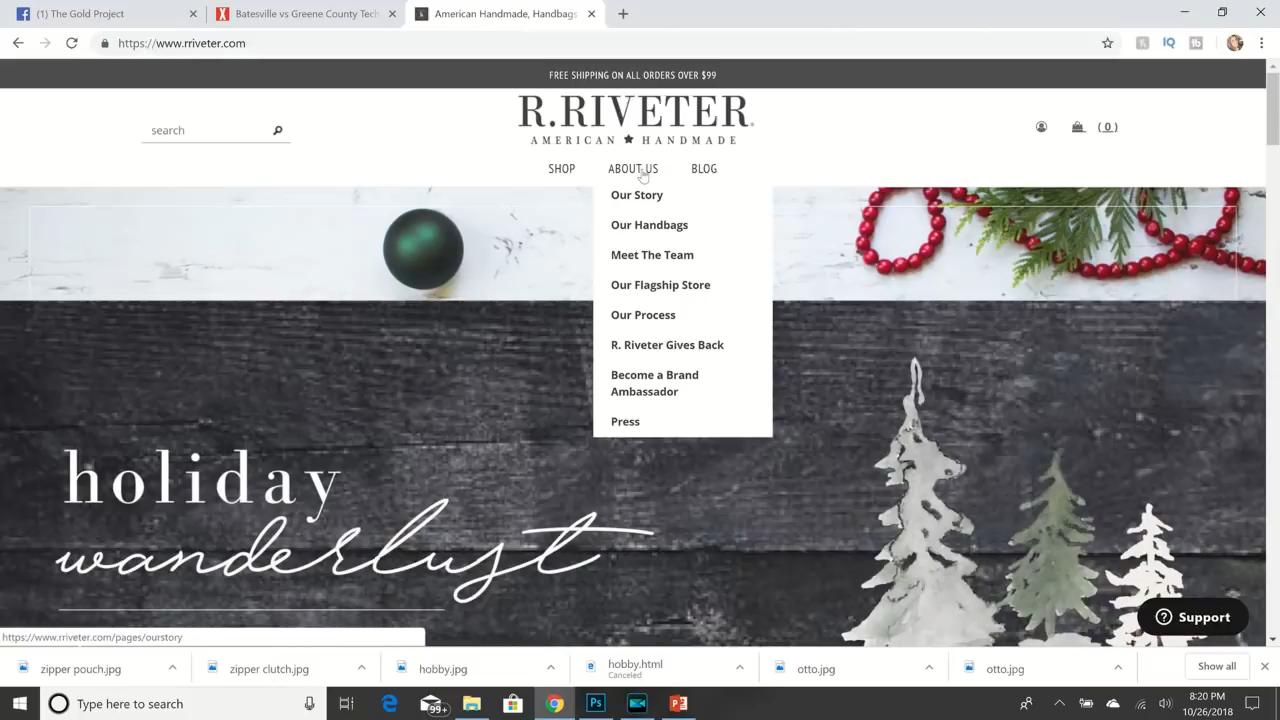 (1) The Gold Project
Batesville vs Greene County Tech
American Handmade, Handbags
https://www.rriveter.com
FREE SHIPPING ON ALL ORDERS OVER $99
search
R.RIVETER
AMERICAN ★ HANDMADE
( 0 )
SHOP ABOUT US BLOG
Our Story
Our Handbags
Meet The Team
Our Flagship Store
Our Process
R. Riveter Gives Back
Become a Brand
Ambassador
Press
holiday
wanderlust
Support
https://www.rriveter.com/pages/ourstory
zipper pouch.jpg
zipper clutch.jpg
hobby.jpg
hobby.html
Canceled
otto.jpg
otto.jpg
Show all
Type here to search
99+
8:20 PM
10/26/2018